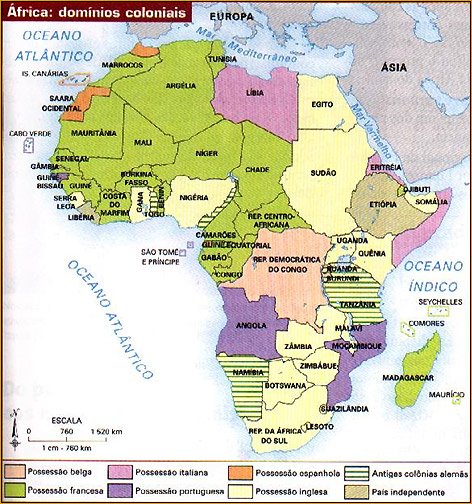 África: domínios coloniais
EUROPA
OCEANO
ATLÂNTICO
Mar Mediterrâneo
ÁSIA
MARROCOS
TUNÍSIA
IS. CANÁRIAS
ARGÉLIA
LÍBIA
EGITO
SAARA
OCIDENTAL
Mar Vermelho
CABO VERDE
MAURITÂNIA
MALI
NÍGER
CHADE
SUDÃO
ERITRÉIA
SENEGAL
GÂMBIA
GUINÉ
BISSAU
GUINÉ
BURKINA
FASSO
DJIBUTI
SERRA
LEOA
COSTA
DO
MARFIM
GANA
TOGO
BENIN
NIGÉRIA
ETIÓPIA
SOMÁLIA
LIBÉRIA
REP. CENTRO-
AFRICANA
CAMARÕES
SÃO TOMÉ
E PRÍNCIPE
GUINÉ EQUATORIAL
GABÃO
CONGO
REP. DEMOCRÁTICA
DO CONGO
UGANDA
QUÊNIA
RUANDA
BURUNDI
OCEANO
ÍNDICO
TANZÂNIA
SEYCHELLES
OCEANO ATLÂNTICO
ANGOLA
MALAVI
COMORES
ZÂMBIA
MOÇAMBIQUE
NAMÍBIA
ZIMBÁBUE
BOTSWANA
MADAGASCAR
MAURÍCIO
SUAZILÂNDIA
LESOTO
REP. DA ÁFRICA
DO SUL
N
ESCALA
0 760 1 520 km
1 cm - 760 km
Possessão belga
Possessão italiana
Possessão espanhola
Antigas colônias alemãs
Possessão francesa
Possessão portuguesa
Possessão inglesa
País independente